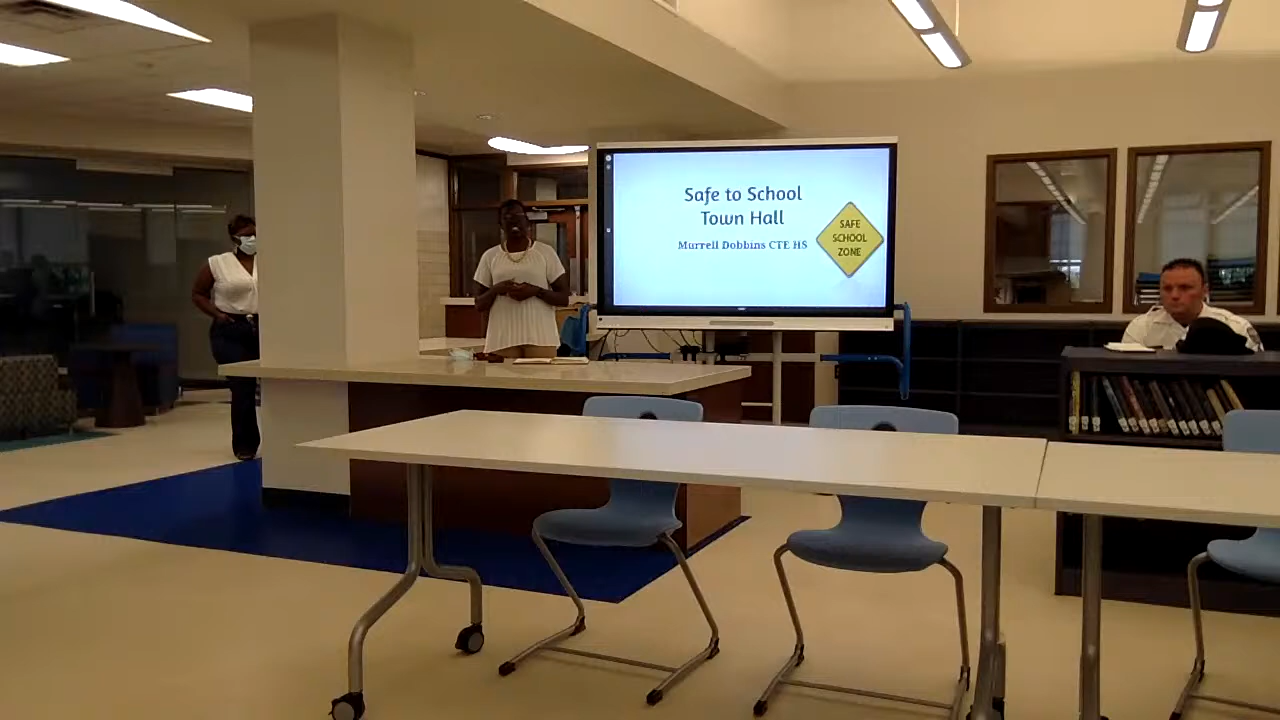 Safe to School
Town Hall
Murrell Dobbins CTE HS
SAFE
SCHOOL
ZONE